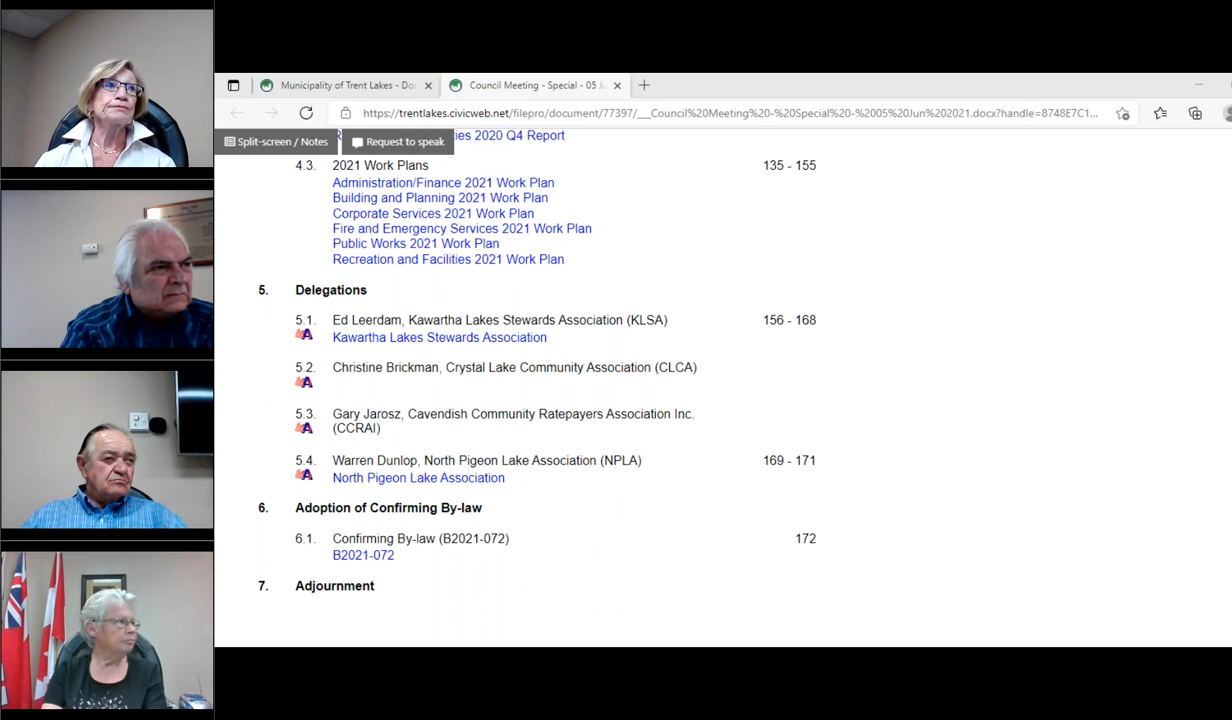 Municipality of Trent Lakes - Doc
Council Meeting - Special - 05 Ju
https://trentlakes.civicweb.net/filepro/document/77397/___Council%20Meeting%20-%20Special%20-%2005%20Jun%202021.docx?handle=8748E7C1...
Split-screen / Notes
Request to speak
ties 2020 Q4 Report
4.3. 2021 Work Plans 135 - 155
Administration/Finance 2021 Work Plan
Building and Planning 2021 Work Plan
Corporate Services 2021 Work Plan
Fire and Emergency Services 2021 Work Plan
Public Works 2021 Work Plan
Recreation and Facilities 2021 Work Plan
5. Delegations
5.1. Ed Leerdam, Kawartha Lakes Stewards Association (KLSA) 156 - 168
Kawartha Lakes Stewards Association
5.2. Christine Brickman, Crystal Lake Community Association (CLCA)
5.3. Gary Jarosz, Cavendish Community Ratepayers Association Inc.
(CCRAI)
5.4. Warren Dunlop, North Pigeon Lake Association (NPLA) 169 - 171
North Pigeon Lake Association
6. Adoption of Confirming By-law
6.1. Confirming By-law (B2021-072) 172
B2021-072
7. Adjournment